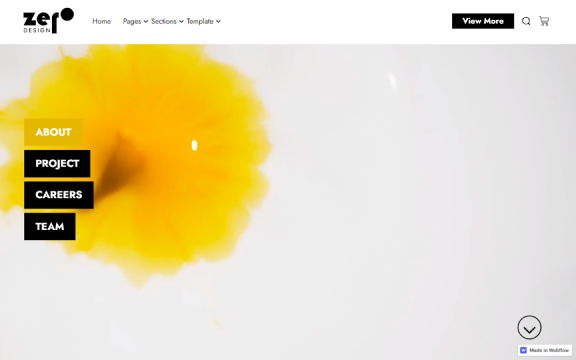 zero
DESIGN
Home Pages Sections Template View More
ABOUT
PROJECT
CAREERS
TEAM
Made in Webflow